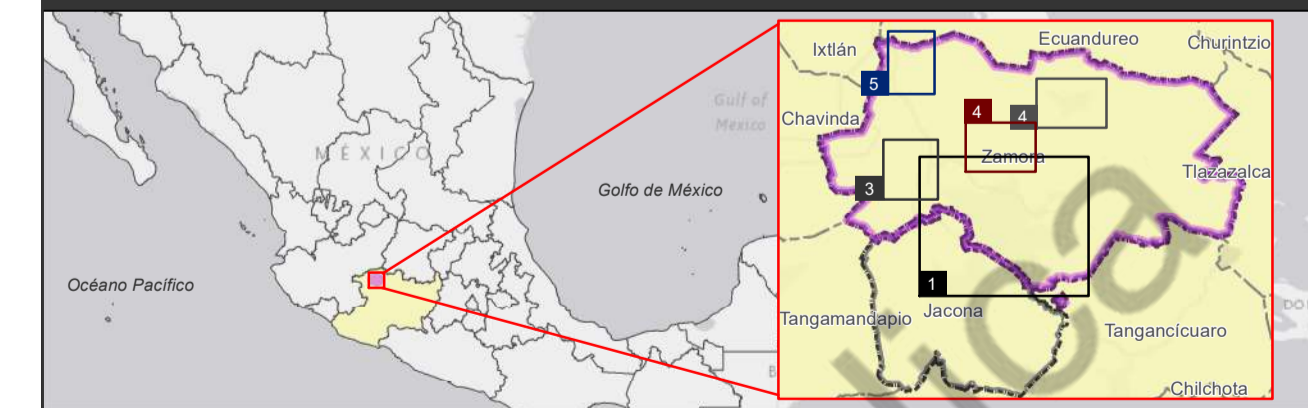 Gulf of
Mexico
MÉXICO
Golfo de México
Océano Pacífico
Ixtlán
Ecuandureo
Churintzio
5
Chavinda
4
4
Zamora
Tlazazalca
3
1
Jacona
Tangamandapio
Tangancícuaro
Chilchota